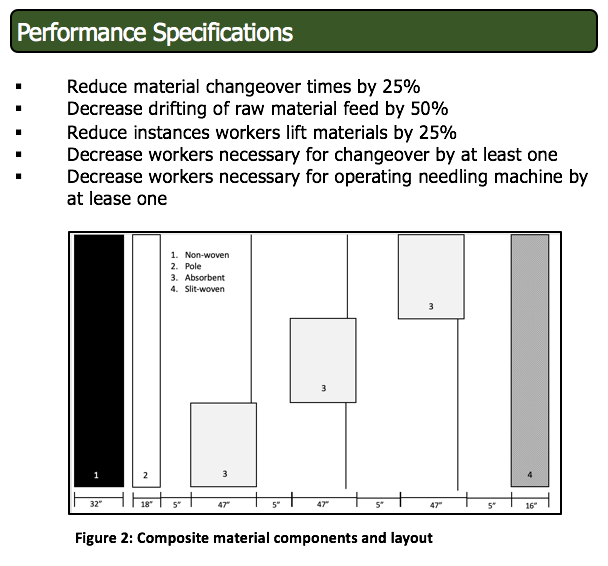 Performance Specifications
▪ Reduce material changeover times by 25%
▪ Decrease drifting of raw material feed by 50%
▪ Reduce instances workers lift materials by 25%
▪ Decrease workers necessary for changeover by at least one
▪ Decrease workers necessary for operating needling machine by
at lease one
1. Non-woven
2. Pole
3. Absorbent
4. Slit-woven
3
3
1
2
3
4
32"
18"
5"
47"
5"
47"
5"
47"
5"
16"
Figure 2: Composite material components and layout